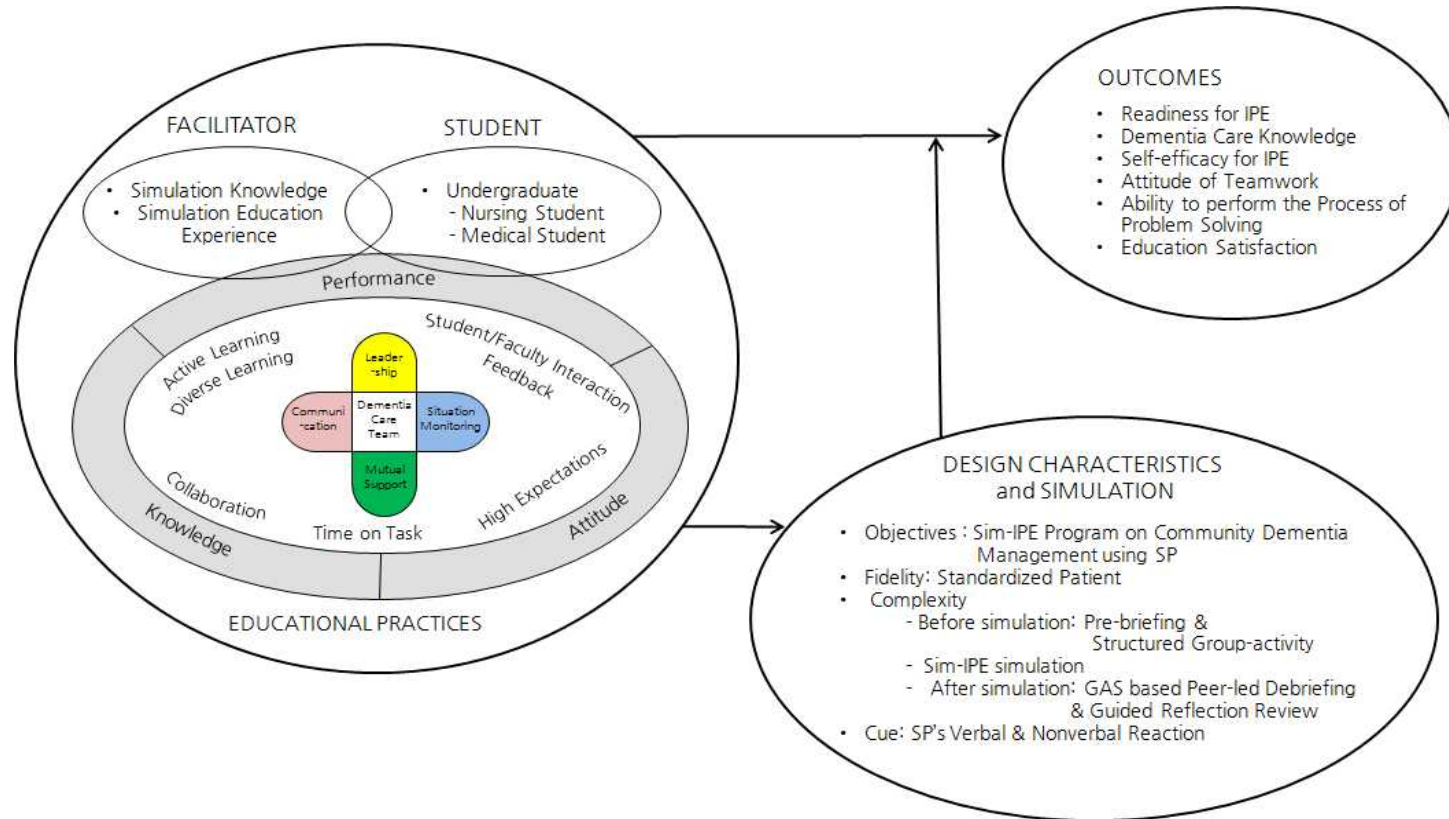 FACILITATOR
• Simulation Knowledge
• Simulation Education
Experience
STUDENT
• Undergraduate
- Nursing Student
- Medical Student
Performance
Active Learning
Diverse Learning
Student/Faculty Interaction
Feedback
Leader
-ship
Communi
-cation
Dementia
Care
Team
Situation
Monitoring
Mutual
Support
Collaboration
High Expectations
Time on Task
Knowledge
Attitude
EDUCATIONAL PRACTICES
OUTCOMES
• Readiness for IPE
• Dementia Care Knowledge
• Self-efficacy for IPE
• Attitude of Teamwork
• Ability to perform the Process of
Problem Solving
• Education Satisfaction
DESIGN CHARACTERISTICS
and SIMULATION
• Objectives : Sim-IPE Program on Community Dementia
Management using SP
• Fidelity: Standardized Patient
• Complexity
- Before simulation: Pre-briefing &
Structured Group-activity
- Sim-IPE simulation
- After simulation: GAS based Peer-led Debriefing
& Guided Reflection Review
• Cue: SP's Verbal & Nonverbal Reaction